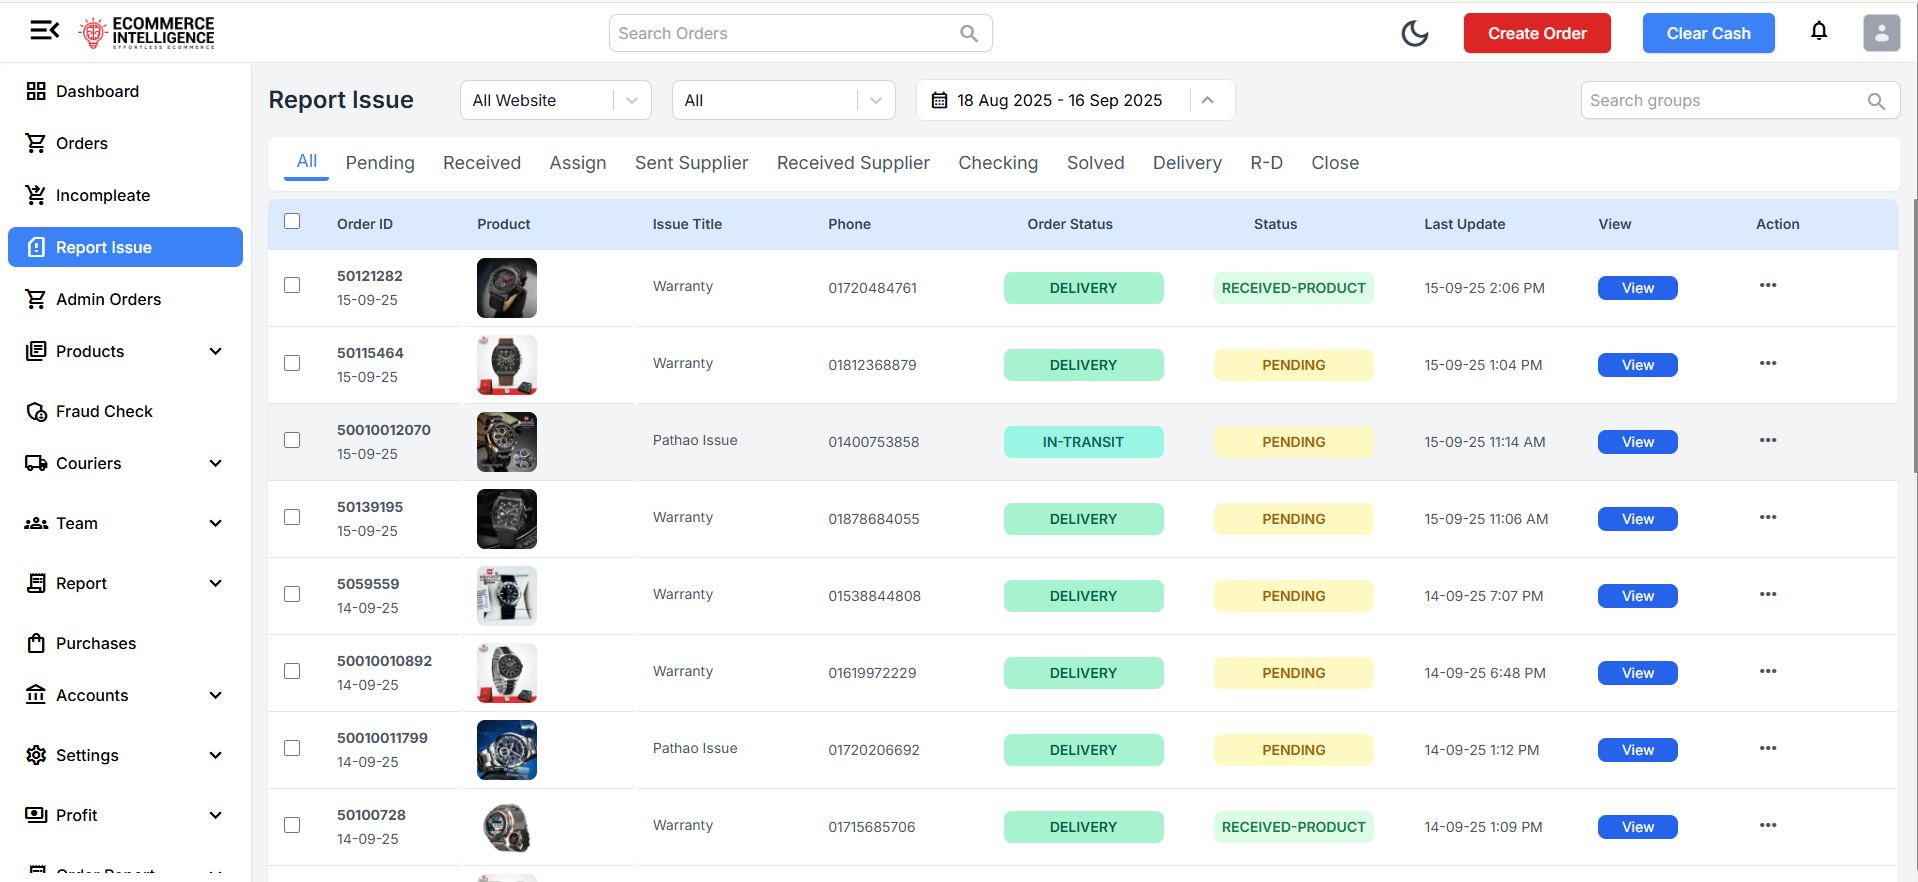 ECOMMERCE
INTELLIGENCE
EFFORTLESS ECOMMERCE
Search Orders
Create Order
Clear Cash
Dashboard
Orders
Incompleate
Report Issue
Admin Orders
Products
Fraud Check
Couriers
Team
Report
Purchases
Accounts
Settings
Profit
Order Report
Report Issue
All Website
All
18 Aug 2025 - 16 Sep 2025
Search groups
All Pending Received Assign Sent Supplier Received Supplier Checking Solved Delivery R-D Close
Order ID Product Issue Title Phone Order Status Status Last Update View Action
50121282
15-09-25
Warranty 01720484761 DELIVERY RECEIVED-PRODUCT 15-09-25 2:06 PM View
50115464
15-09-25
Warranty 01812368879 DELIVERY PENDING 15-09-25 1:04 PM View
50010012070
15-09-25
Pathao Issue 01400753858 IN-TRANSIT PENDING 15-09-25 11:14 AM View
50139195
15-09-25
Warranty 01878684055 DELIVERY PENDING 15-09-25 11:06 AM View
5059559
14-09-25
Warranty 01538844808 DELIVERY PENDING 14-09-25 7:07 PM View
50010010892
14-09-25
Warranty 01619972229 DELIVERY PENDING 14-09-25 6:48 PM View
50010011799
14-09-25
Pathao Issue 01720206692 DELIVERY PENDING 14-09-25 1:12 PM View
50100728
14-09-25
Warranty 01715685706 DELIVERY RECEIVED-PRODUCT 14-09-25 1:09 PM View